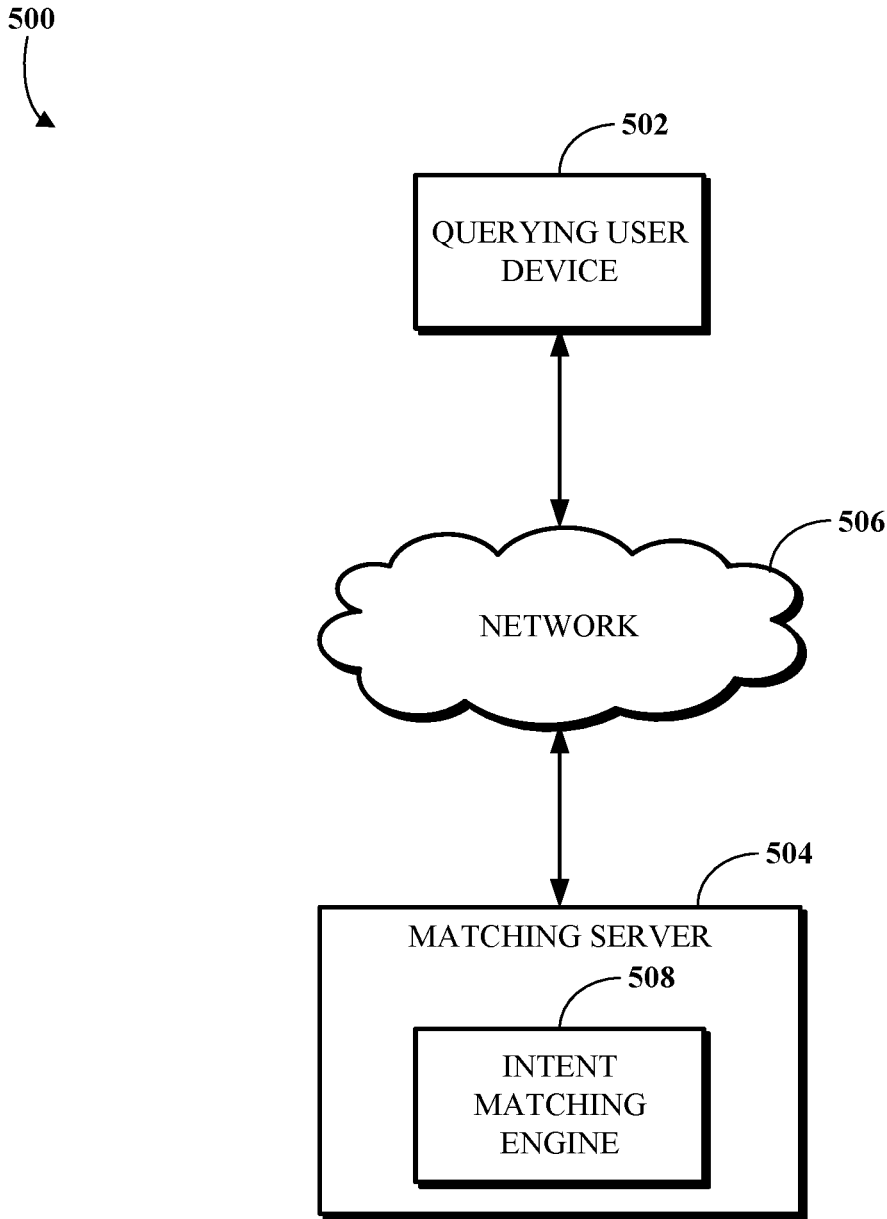 500
502
QUERYING USER
DEVICE
506
NETWORK
504
MATCHING SERVER
508
INTENT
MATCHING
ENGINE